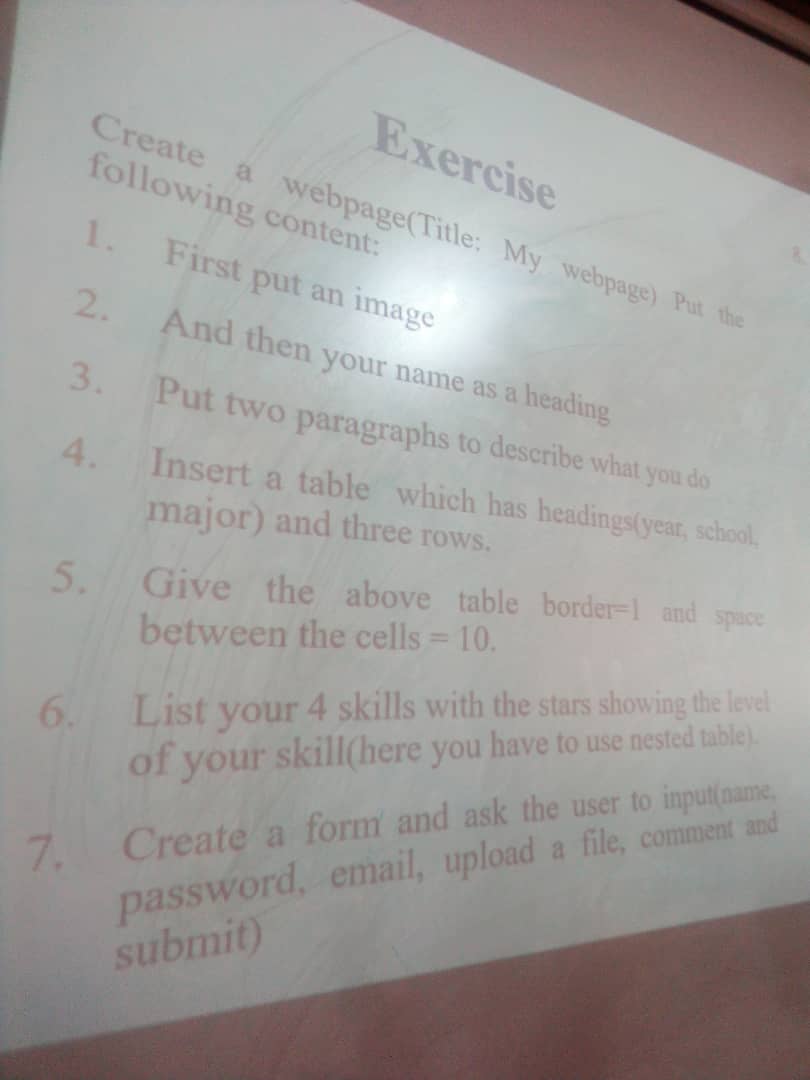 Exercise
Create a webpage(Title: My webpage) Put the
following content:
1. First put an image
2. And then your name as a heading
3. Put two paragraphs to describe what you do
4. Insert a table which has headings(year, school,
major) and three rows.
5. Give the above table border=1 and space
between the cells = 10.
6. List your 4 skills with the stars showing the level
of your skill(here you have to use nested table).
7. Create a form and ask the user to input(name,
password, email, upload a file, comment and
submit)